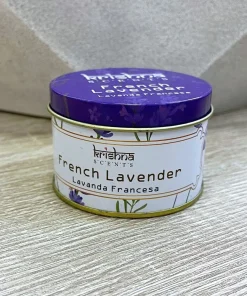 krishna
SCENTS
French
Lavender
Lavanda Francesa
krishna
SCENTS
French Lavender
Lavanda Francesa